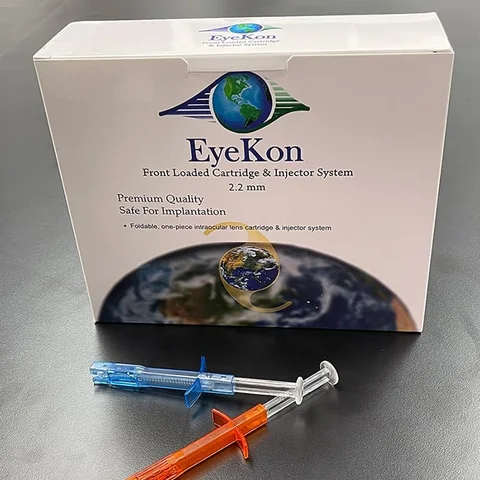 EyeKon
Front Loaded Cartridge
& Injector System
EyeKon
Front Loaded Cartridge & Injector System
2.2 mm
Premium Quality
Safe For Implantation
• Foldable, one-piece intraocular lens cartridge & injector system